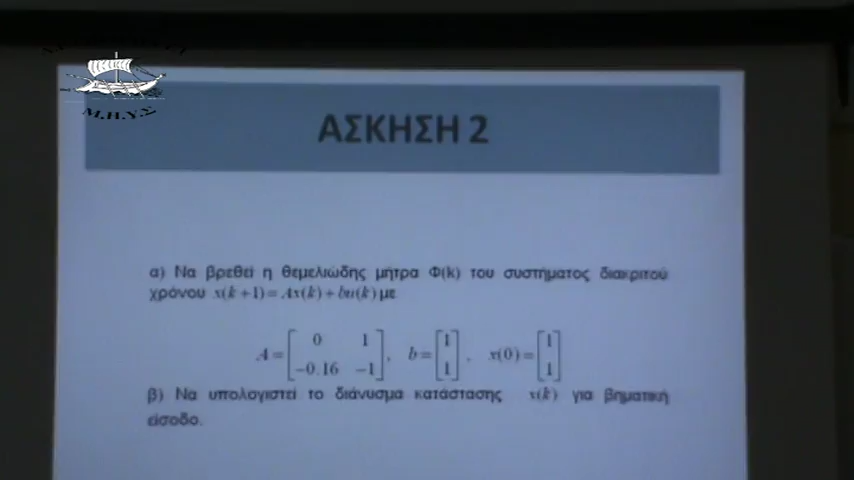 Μ.Η.Υ.Σ
ΑΣΚΗΣΗ 2
α) Να βρεθεί η θεμελιώδης μήτρα Φ(k) του συστήματος διακριτού
χρόνου x(k+1)= Ax(k)+bu(k) με
A = [ 0 1 ; -0.16 -1 ], b = [ 1 ; 1 ], x(0) = [ 1 ; 1 ]
β) Να υπολογιστεί το διάνυσμα κατάστασης x(k) για βηματική
είσοδο.